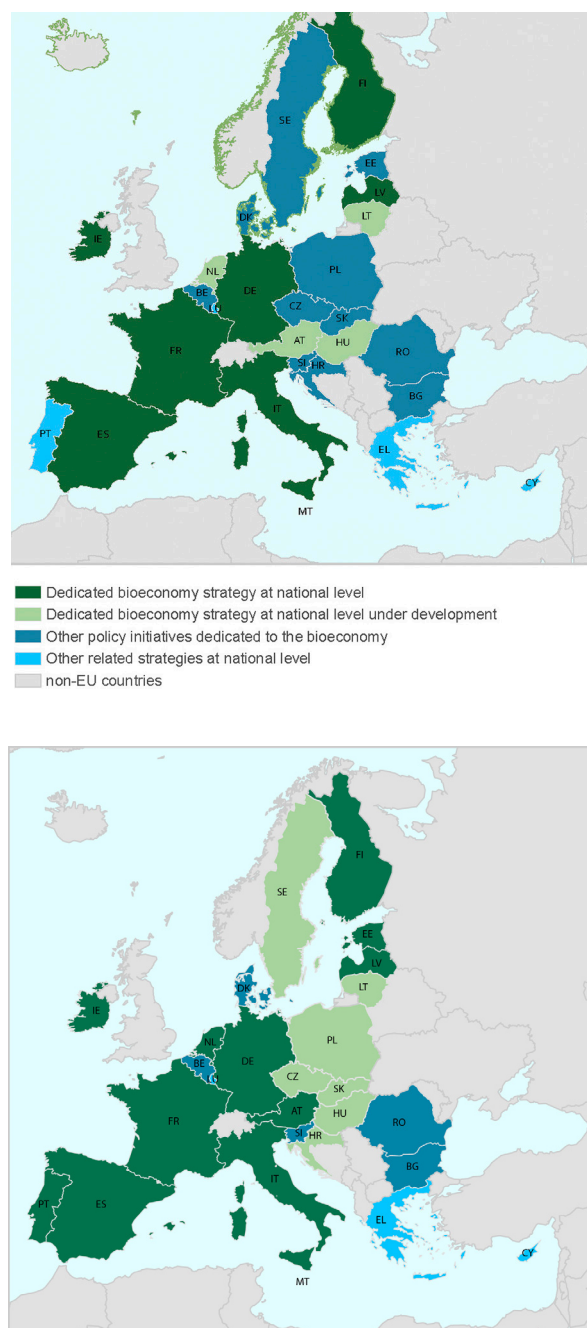 FI
SE
EE
LV
DK
LT
IE
NL
PL
BE
DE
LU
CZ
SK
AT
HU
FR
SI
HR
RO
IT
BG
PT
ES
EL
CY
MT
Dedicated bioeconomy strategy at national level
Dedicated bioeconomy strategy at national level under development
Other policy initiatives dedicated to the bioeconomy
Other related strategies at national level
non-EU countries
FI
SE
EE
LV
DK
LT
IE
NL
PL
BE
DE
LU
CZ
SK
AT
HU
FR
RO
SI
HR
BG
IT
PT
ES
EL
CY
MT